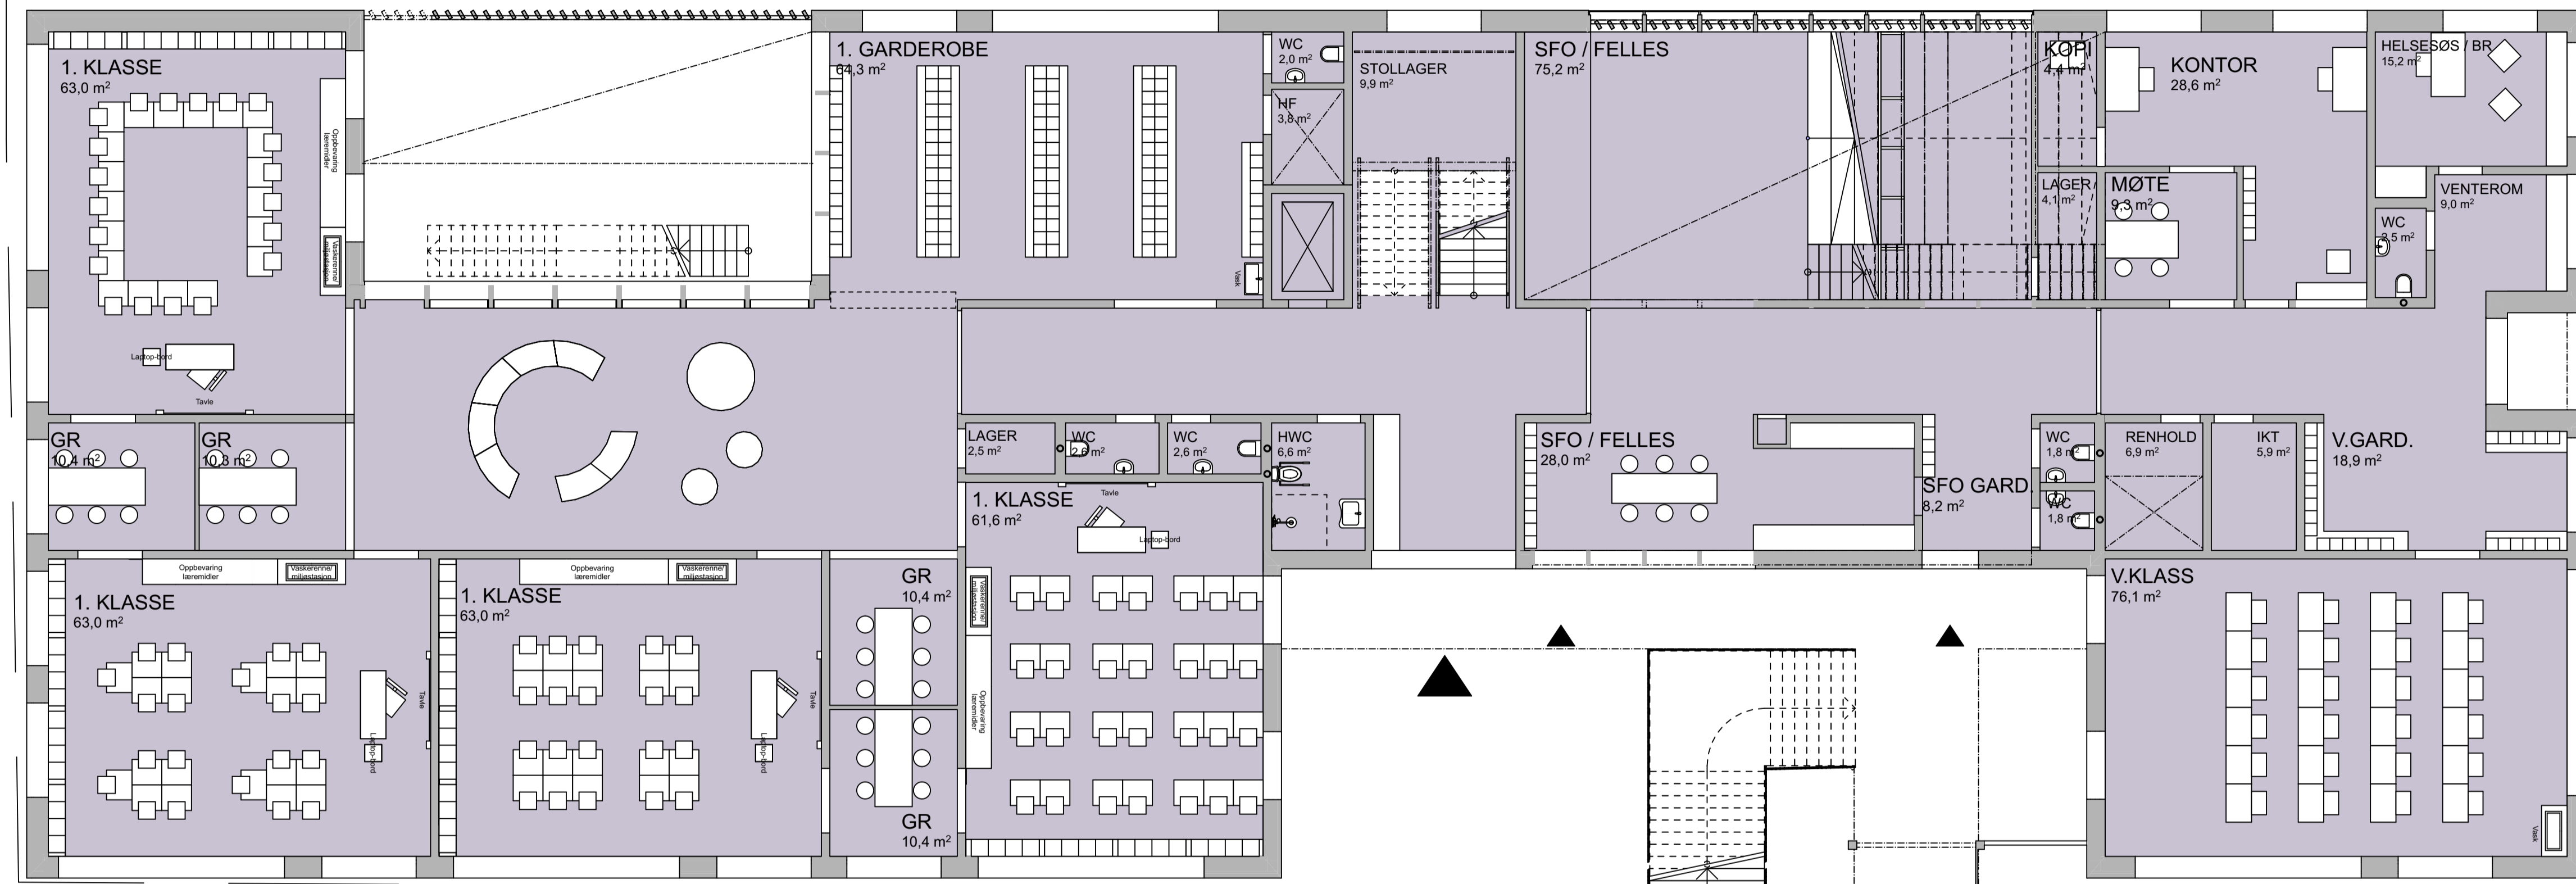 1. KLASSE
63,0 m²
Oppbevaring
læremidler
Vaskerenne/
miljøstasjon
Laptop-bord
Tavle
1. GARDEROBE
64,3 m²
Vask
WC
2,0 m²
HF
3,8 m²
STOLLAGER
9,9 m²
SFO / FELLES
75,2 m²
KOPI
4,4 m²
KONTOR
28,6 m²
HELSESØS / BR
15,2 m²
LAGER
4,1 m²
MØTE
9,3 m²
VENTEROM
9,0 m²
WC
2,5 m²
GR
10,4 m²
GR
10,3 m²
LAGER
2,5 m²
WC
2,6 m²
WC
2,6 m²
HWC
6,6 m²
SFO / FELLES
28,0 m²
SFO GARD.
8,2 m²
WC
1,8 m²
WC
1,8 m²
RENHOLD
6,9 m²
IKT
5,9 m²
V.GARD.
18,9 m²
Oppbevaring
læremidler
Vaskerenne/
miljøstasjon
1. KLASSE
63,0 m²
Tavle
Laptop-bord
Oppbevaring
læremidler
Vaskerenne/
miljøstasjon
1. KLASSE
63,0 m²
Tavle
Laptop-bord
GR
10,4 m²
GR
10,4 m²
1. KLASSE
61,6 m²
Tavle
Laptop-bord
Vaskerenne/
miljøstasjon
Oppbevaring
læremidler
V.KLASS
76,1 m²
Vask